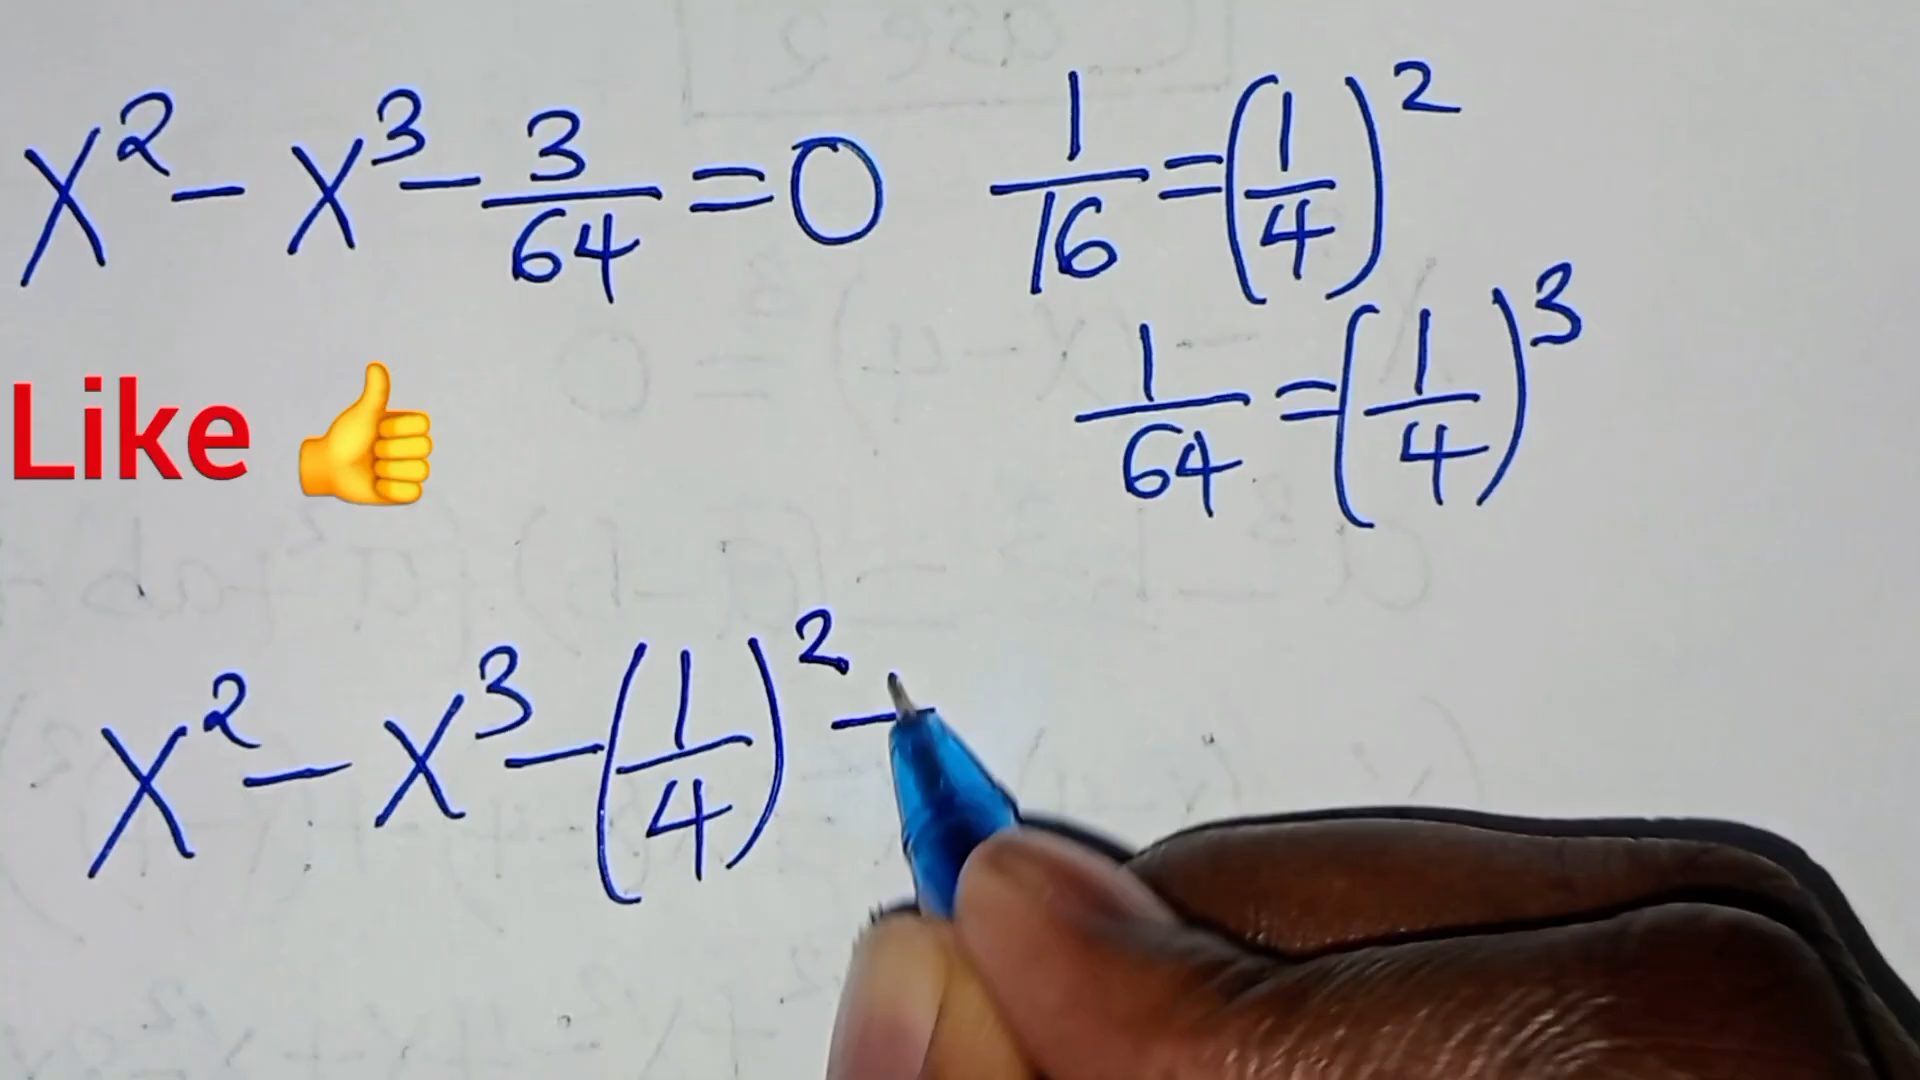 x² - x³ - 3/64 = 0
1/16 = (1/4)²
1/64 = (1/4)³
Like 👍
x² - x³ - (1/4)² -